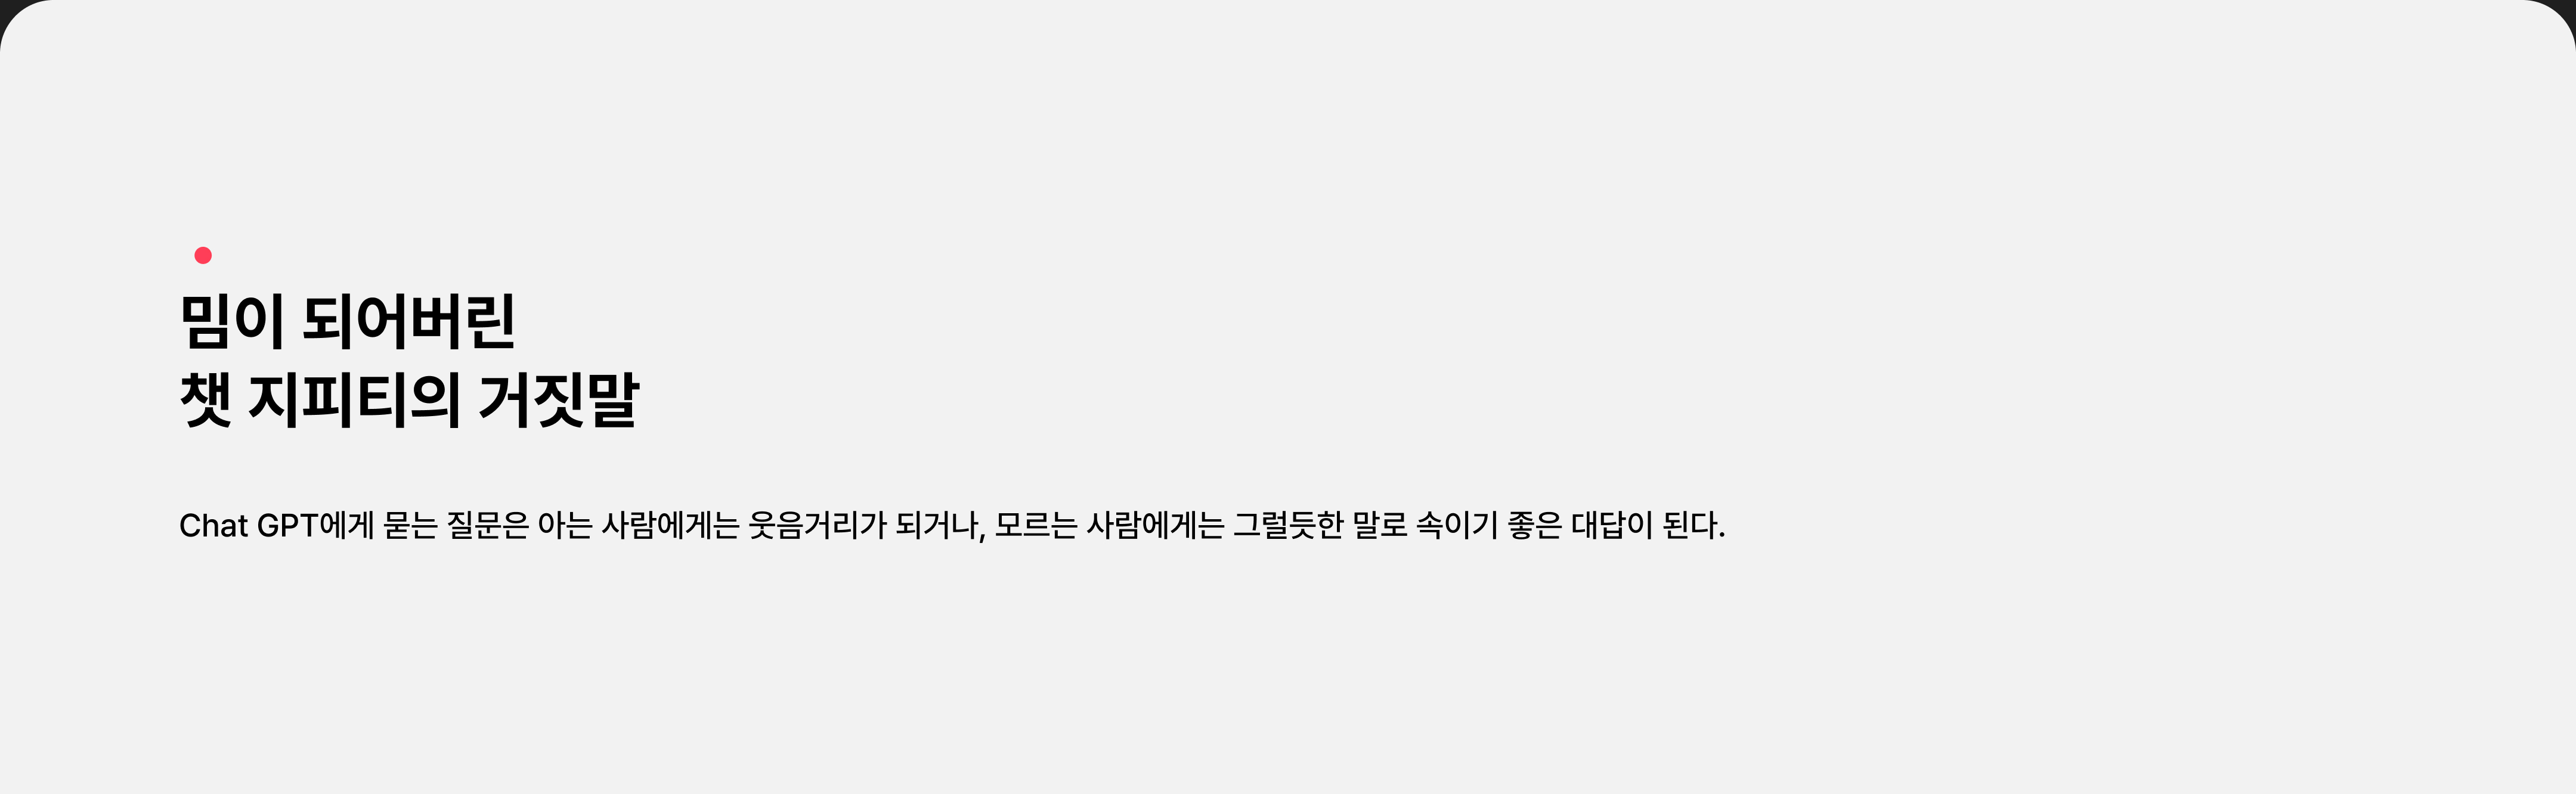 밈이 되어버린
챗 지피티의 거짓말
Chat GPT에게 묻는 질문은 아는 사람에게는 웃음거리가 되거나, 모르는 사람에게는 그럴듯한 말로 속이기 좋은 대답이 된다.